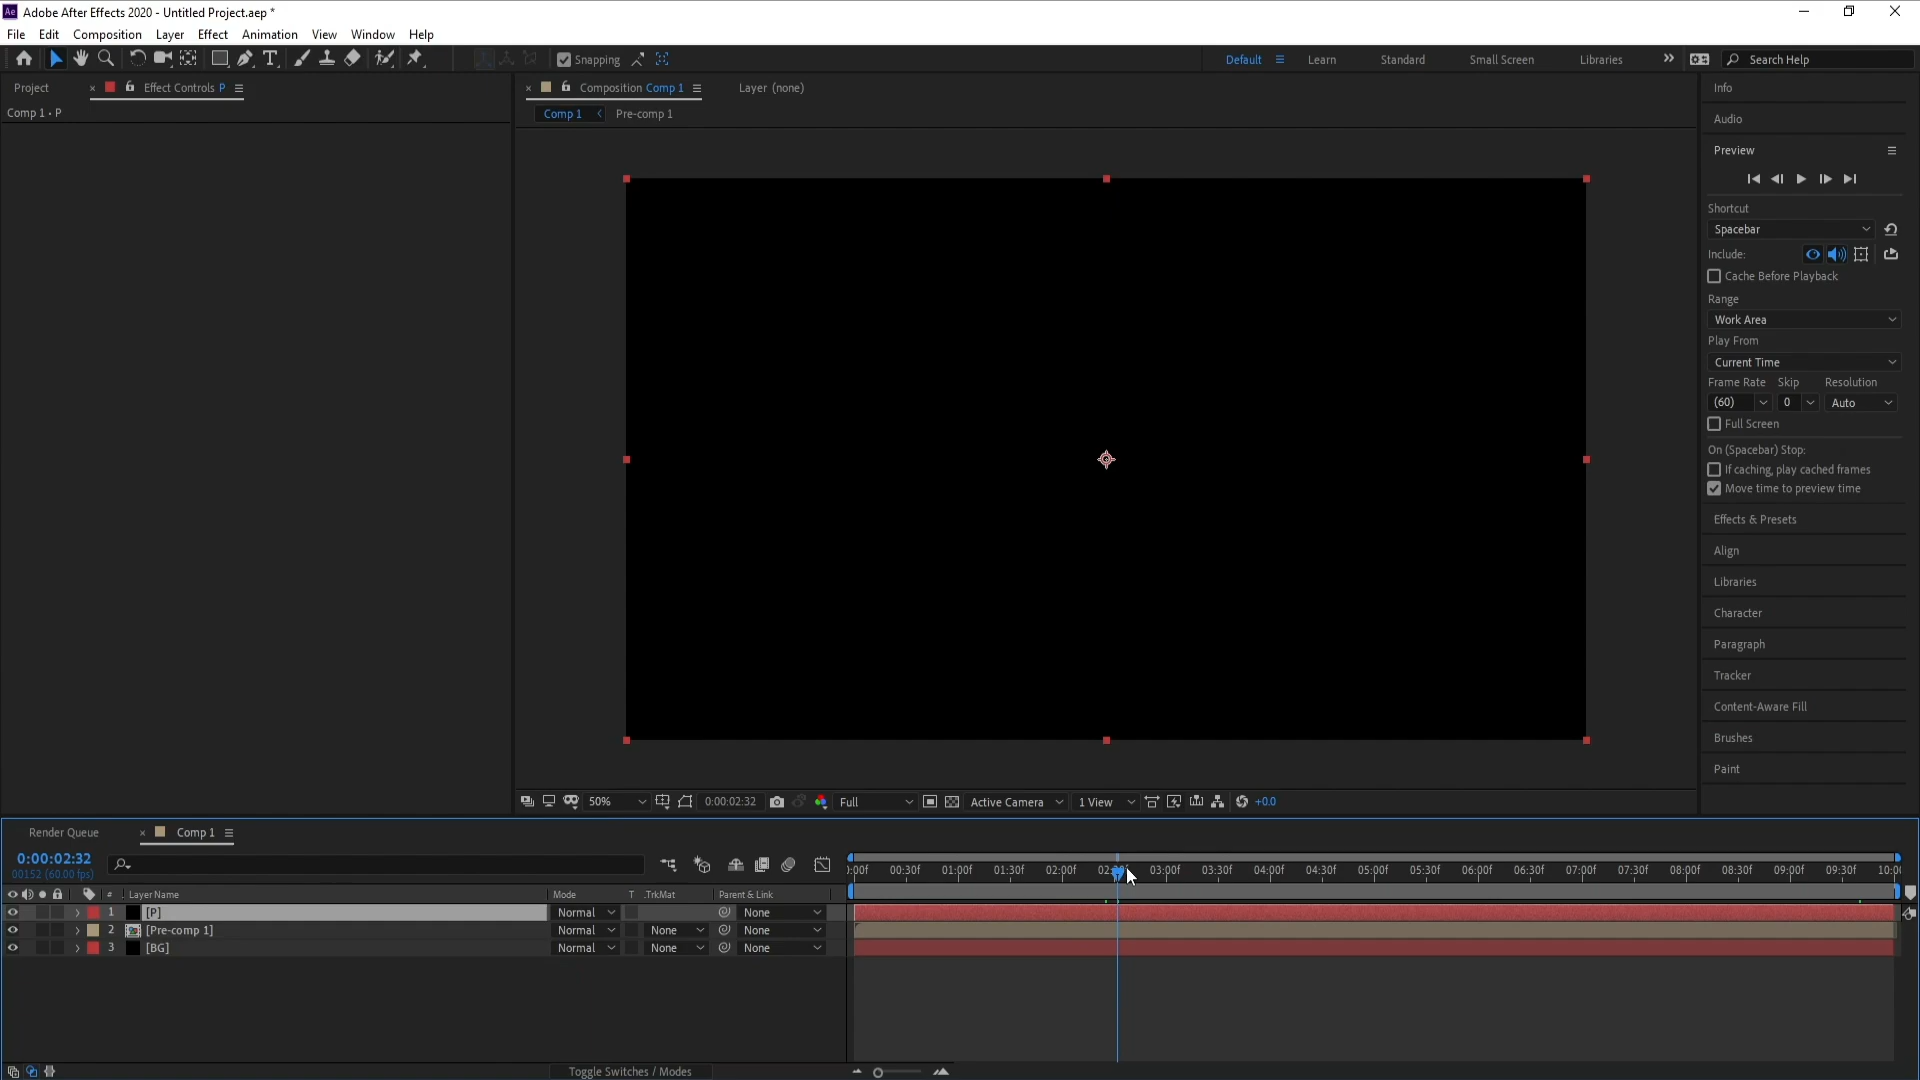 Ae Adobe After Effects 2020 - Untitled Project.aep *
File Edit Composition Layer Effect Animation View Window Help
Snapping Default Learn Standard Small Screen Libraries Search Help
Project Effect Controls P Composition Comp 1 Layer (none) Info
Comp 1 • P Comp 1 Pre-comp 1
Audio
Preview
Shortcut
Spacebar
Include:
Cache Before Playback
Range
Work Area
Play From
Current Time
Frame Rate Skip Resolution
(60) 0 Auto
Full Screen
On (Spacebar) Stop:
If caching, play cached frames
Move time to preview time
Effects & Presets
Align
Libraries
Character
Paragraph
Tracker
Content-Aware Fill
Brushes
Paint
50% 0:00:02:32 Full Active Camera 1 View +0.0
Render Queue Comp 1
0:00:02:32
00152 (60.00 fps)
00:30f 01:00f 01:30f 02:00f 03:00f 03:30f 04:00f 04:30f 05:00f 05:30f 06:00f 06:30f 07:00f 07:30f 08:00f 08:30f 09:00f 09:30f
# Layer Name Mode T .TrkMat Parent & Link
1 [P] Normal None
2 [Pre-comp 1] Normal None None
3 [BG] Normal None None
Toggle Switches / Modes